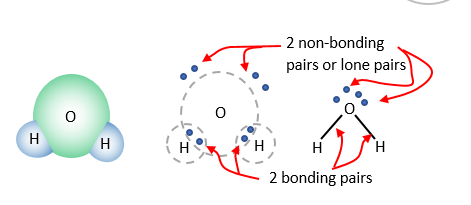 2 non-bonding
pairs or lone pairs
O
H
H
O
H
H
O
H
H
2 bonding pairs